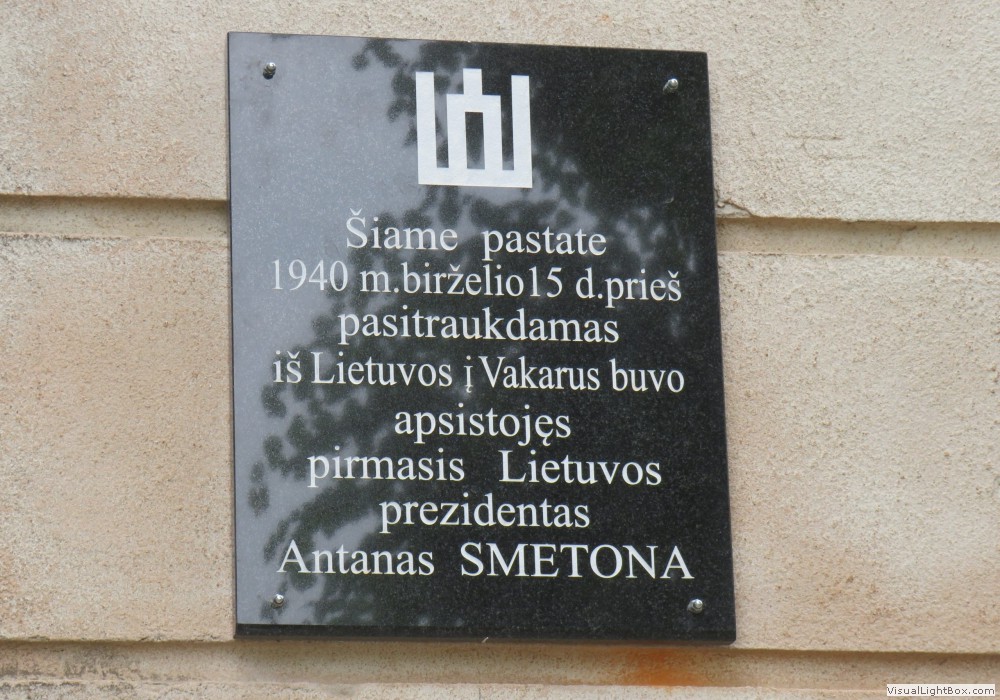 Šiame pastate
1940 m.birželio15 d.prieš
pasitraukdamas
iš Lietuvos į Vakarus buvo
apsistojęs
pirmasis Lietuvos
prezidentas
Antanas SMETONA
VisualLightBox.com